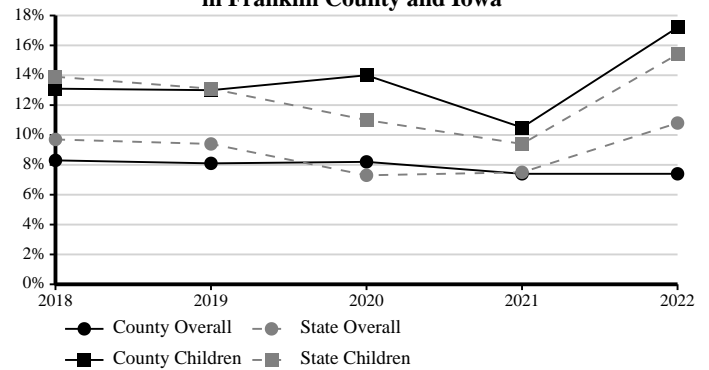 in Franklin County and Iowa
18%
16%
14%
12%
10%
8%
6%
4%
2%
0%
2018 2019 2020 2021 2022
County Overall State Overall
County Children State Children